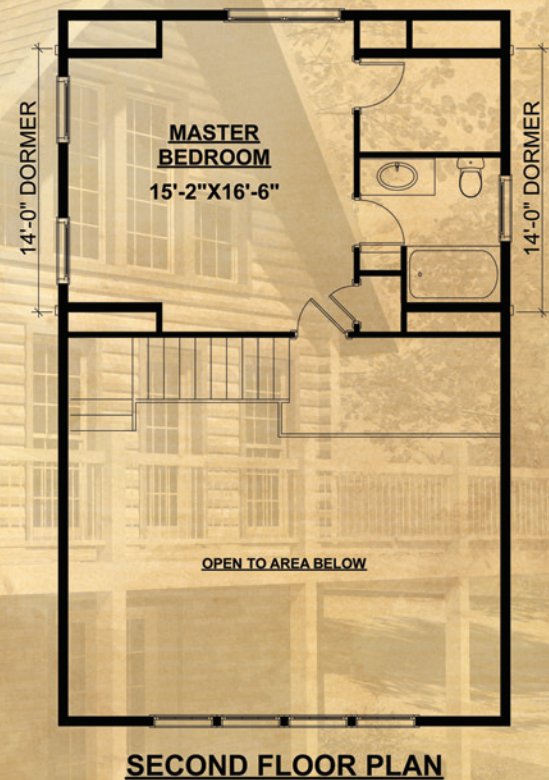 MASTER
BEDROOM
15'-2"X16'-6"
14'-0" DORMER
14'-0" DORMER
OPEN TO AREA BELOW
SECOND FLOOR PLAN